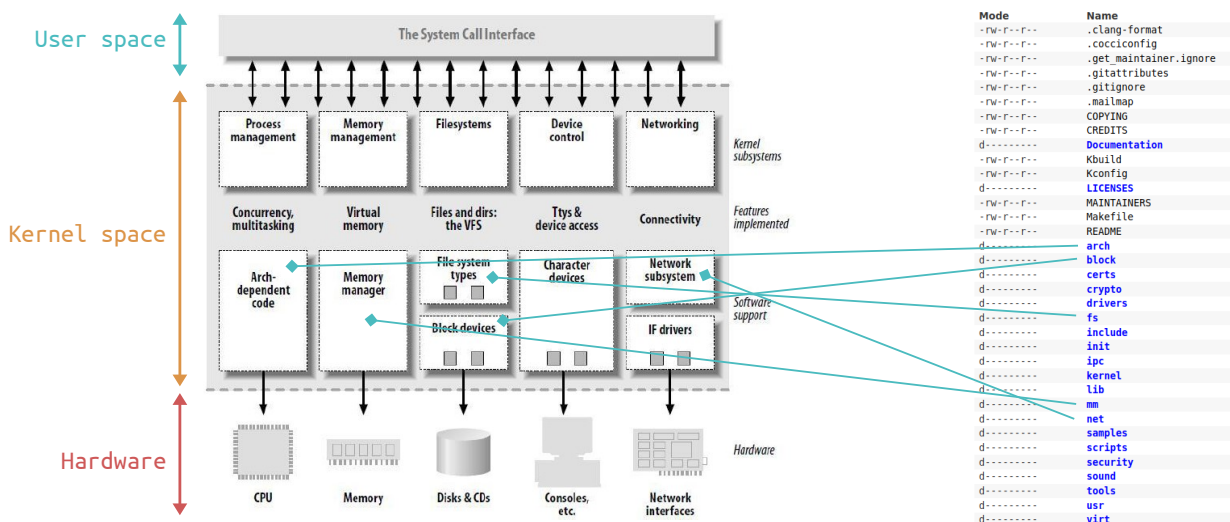 User space
Kernel space
Hardware
The System Call Interface
Process
management
Memory
management
Filesystems
Device
control
Networking
Kernel
subsystems
Concurrency,
multitasking
Virtual
memory
Files and dirs:
the VFS
Ttys &
device access
Connectivity
Features
implemented
Arch-
dependent
code
Memory
manager
File system
types
Block devices
Character
devices
Network
subsystem
IF drivers
Software
support
Hardware
CPU
Memory
Disks & CDs
Consoles,
etc.
Network
interfaces
Mode Name
-rw-r--r-- .clang-format
-rw-r--r-- .cocciconfig
-rw-r--r-- .get_maintainer.ignore
-rw-r--r-- .gitattributes
-rw-r--r-- .gitignore
-rw-r--r-- .mailmap
-rw-r--r-- COPYING
-rw-r--r-- CREDITS
d--------- Documentation
-rw-r--r-- Kbuild
-rw-r--r-- Kconfig
d--------- LICENSES
-rw-r--r-- MAINTAINERS
-rw-r--r-- Makefile
-rw-r--r-- README
d--------- arch
d--------- block
d--------- certs
d--------- crypto
d--------- drivers
d--------- fs
d--------- include
d--------- init
d--------- ipc
d--------- kernel
d--------- lib
d--------- mm
d--------- net
d--------- samples
d--------- scripts
d--------- security
d--------- sound
d--------- tools
d--------- usr
d--------- virt